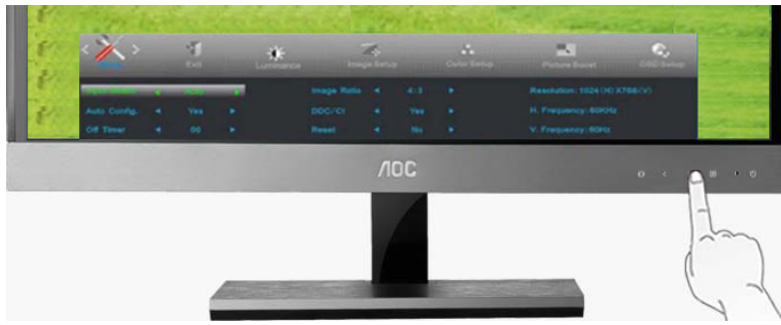 Exit
Luminance
Image Setup
Color Setup
Picture Boost
OSD Setup
Image Ratio 4:3 Resolution: 1024(H)X768(V)
Auto Config. Yes DDC/CI Yes H. Frequency: 60KHz
Off Timer 00 Reset No V. Frequency: 60Hz
AOC